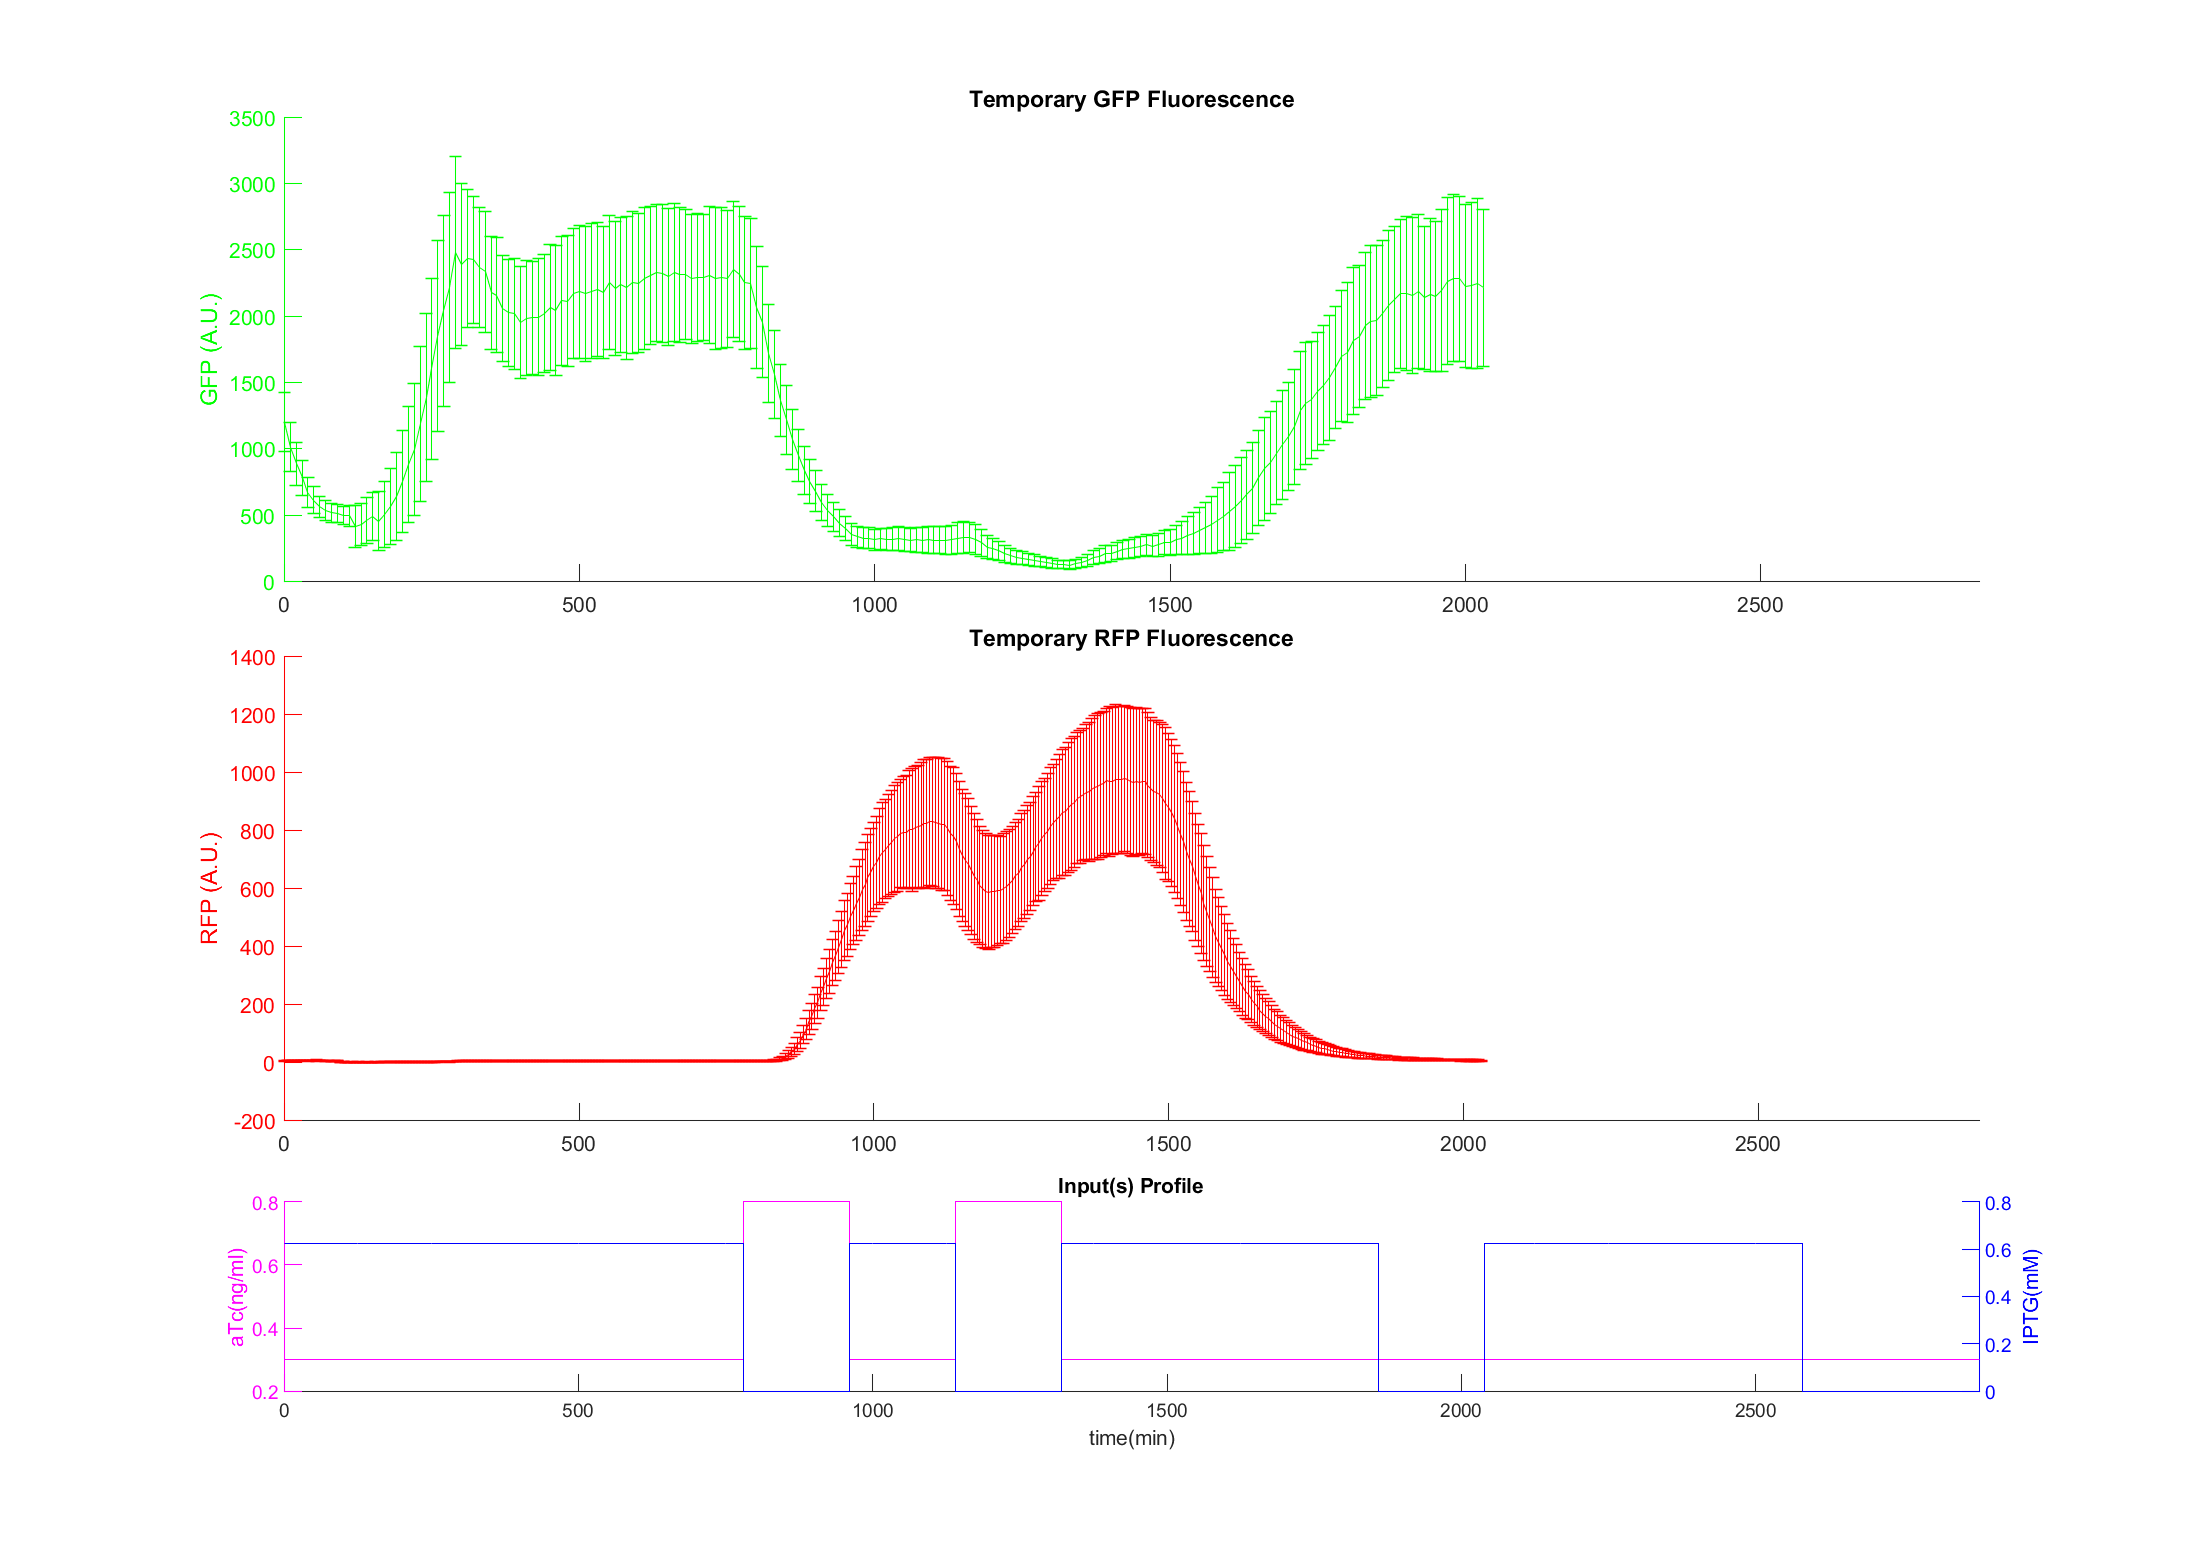 Temporary GFP Fluorescence
3500
3000
2500
2000
1500
1000
500
0
GFP (A.U.)
0 500 1000 1500 2000 2500
Temporary RFP Fluorescence
1400
1200
1000
800
600
400
200
0
-200
RFP (A.U.)
0 500 1000 1500 2000 2500
Input(s) Profile
0.8
0.6
0.4
0.2
aTc(ng/ml)
0.8
0.6
0.4
0.2
0
IPTG(mM)
0 500 1000 1500 2000 2500
time(min)